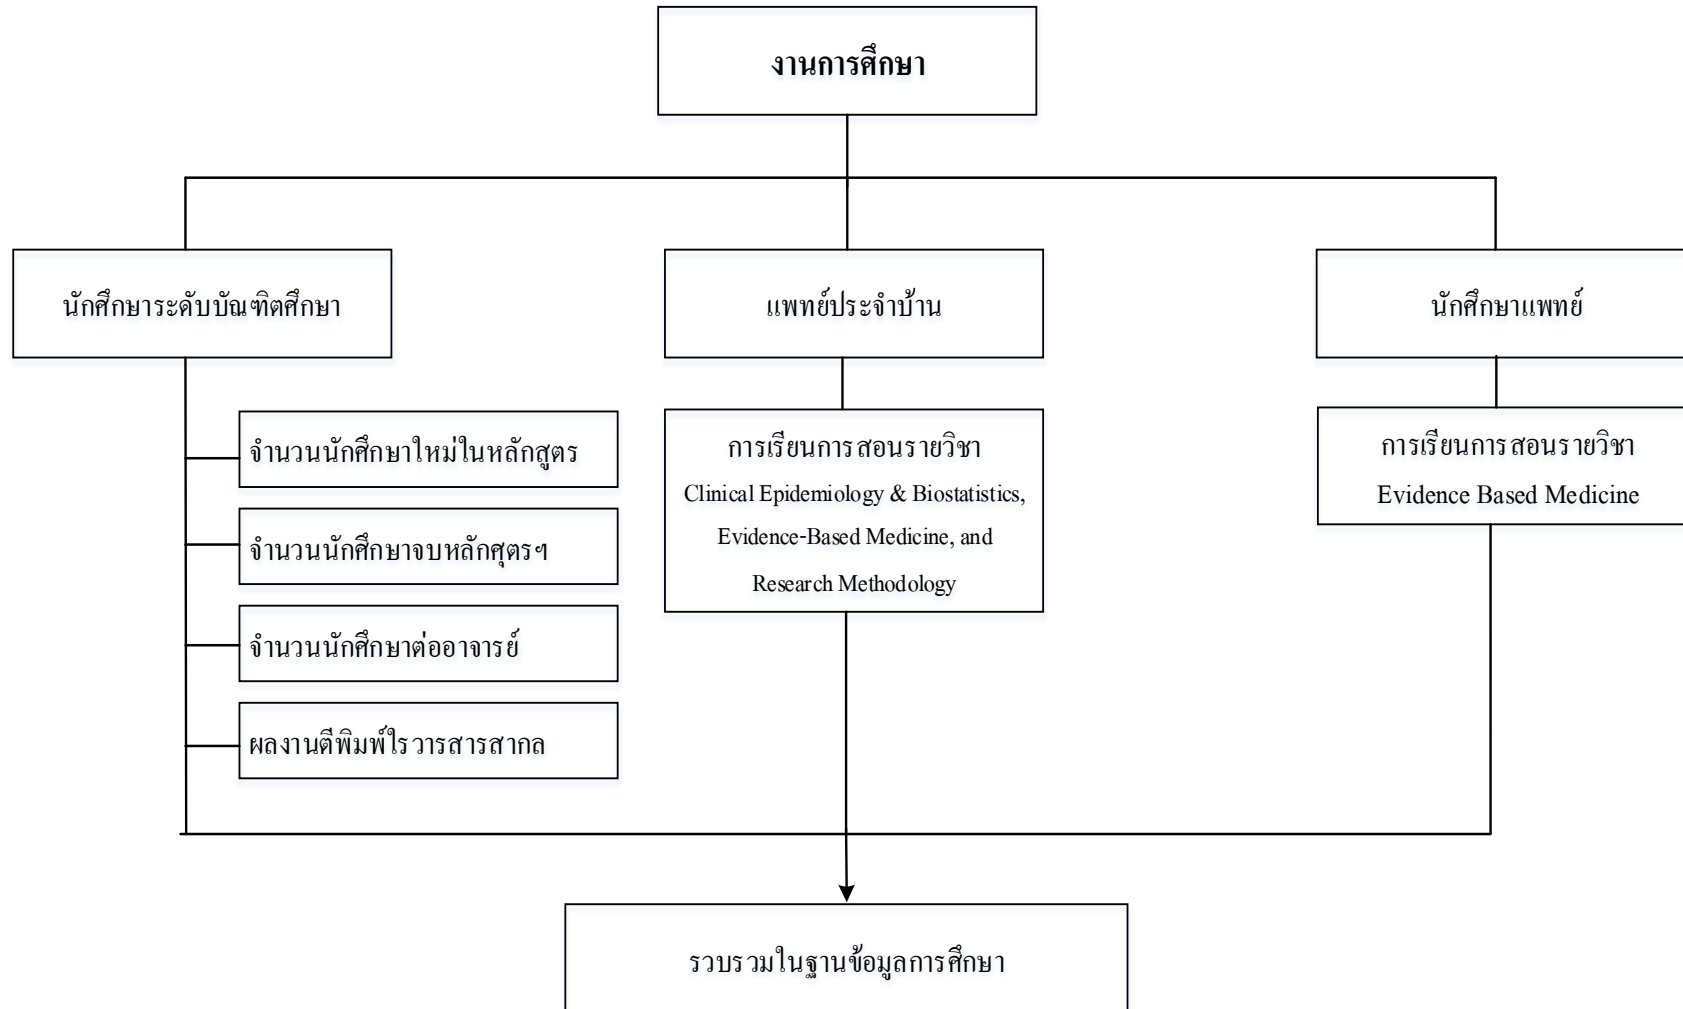 งานการศึกษา
นักศึกษาระดับบัณฑิตศึกษา
แพทย์ประจำบ้าน
นักศึกษาแพทย์
จำนวนนักศึกษาใหม่ในหลักสูตร
จำนวนนักศึกษาจบหลักศุตรฯ
จำนวนนักศึกษาต่ออาจารย์
ผลงานตีพิมพ์ใรวารสารสากล
การเรียนการสอนรายวิชา
Clinical Epidemiology & Biostatistics,
Evidence-Based Medicine, and
Research Methodology
การเรียนการสอนรายวิชา
Evidence Based Medicine
รวบรวมในฐานข้อมูลการศึกษา